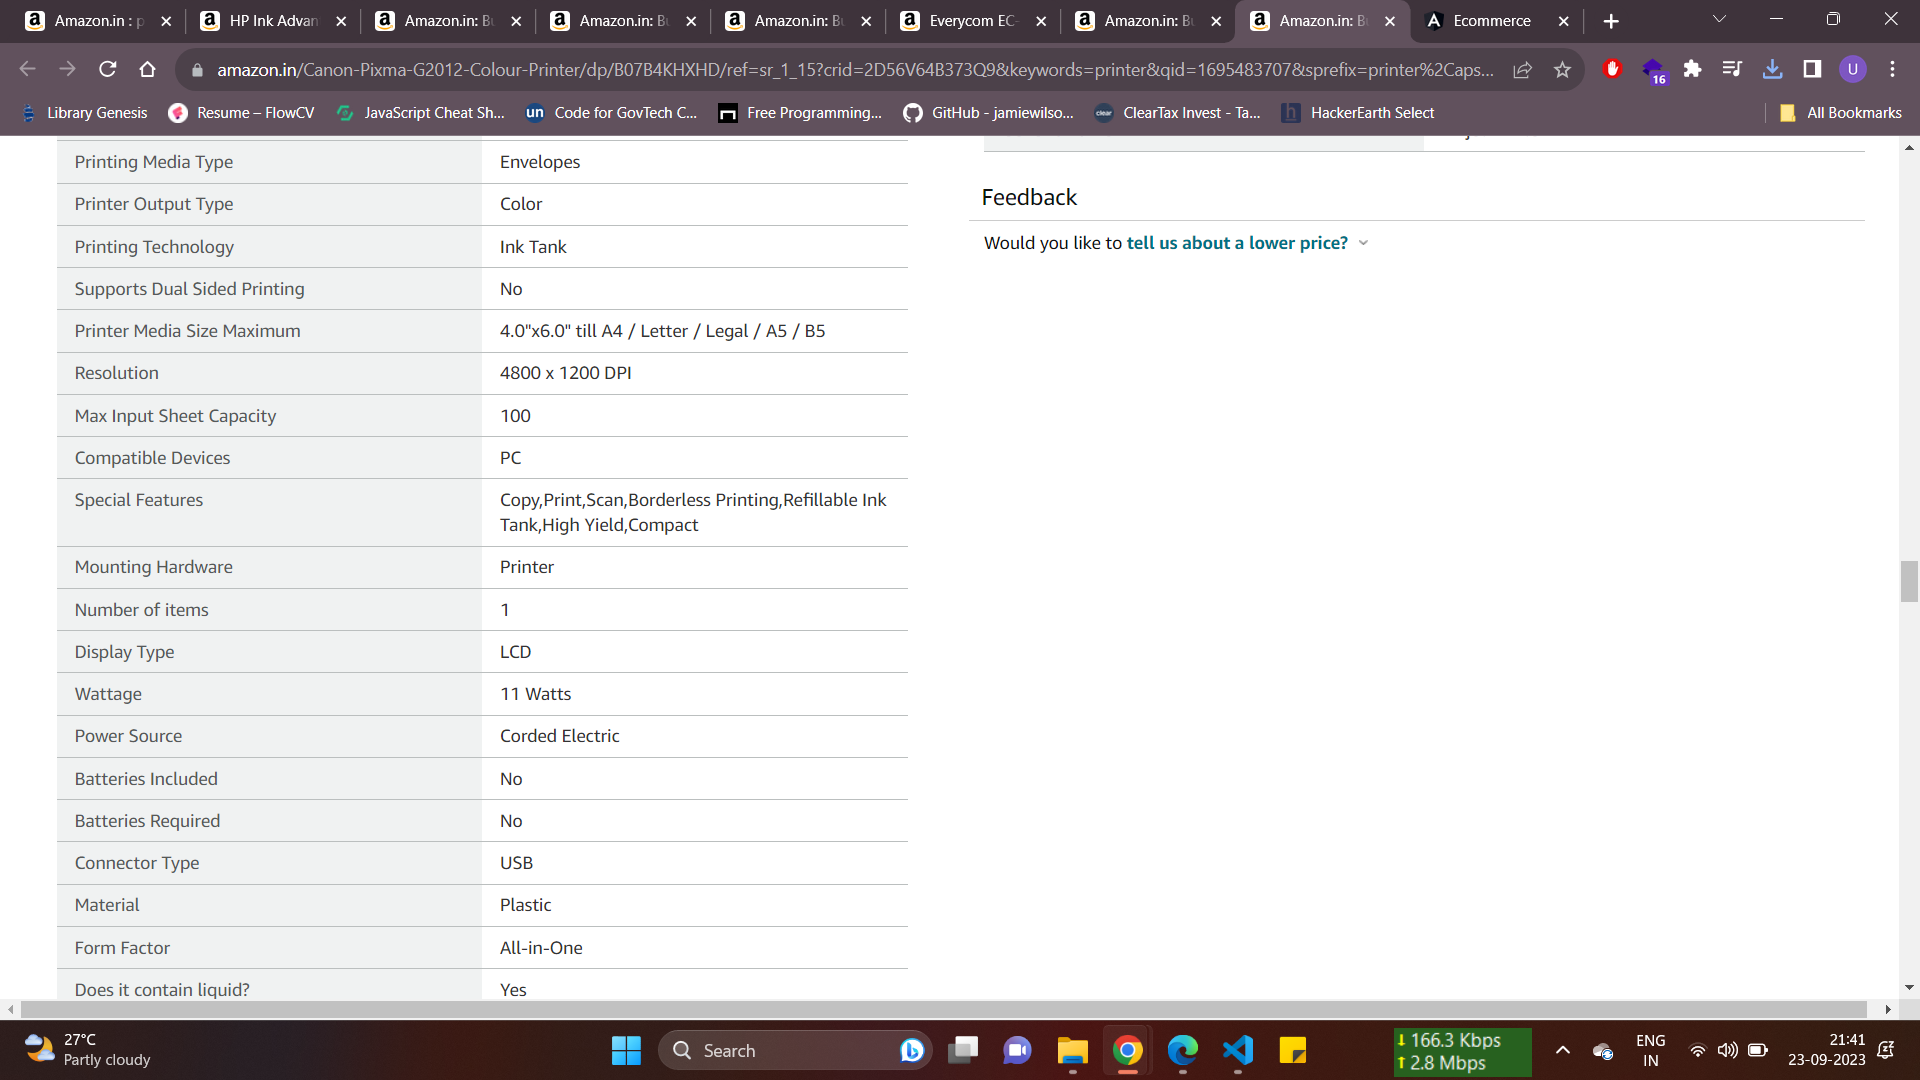 Amazon.in : p
HP Ink Advan
Amazon.in: Bu
Amazon.in: Bu
Amazon.in: Bu
Everycom EC-
Amazon.in: Bu
Amazon.in: Bu
Ecommerce
amazon.in/Canon-Pixma-G2012-Colour-Printer/dp/B07B4KHXHD/ref=sr_1_15?crid=2D56V64B373Q9&keywords=printer&qid=1695483707&sprefix=printer%2Caps...
16
U
Library Genesis
Resume – FlowCV
JavaScript Cheat Sh...
un
Code for GovTech C...
Free Programming...
GitHub - jamiewilso...
clear
ClearTax Invest - Ta...
h
HackerEarth Select
All Bookmarks
Printing Media Type Envelopes
Printer Output Type Color
Printing Technology Ink Tank
Supports Dual Sided Printing No
Printer Media Size Maximum 4.0"x6.0" till A4 / Letter / Legal / A5 / B5
Resolution 4800 x 1200 DPI
Max Input Sheet Capacity 100
Compatible Devices PC
Special Features Copy,Print,Scan,Borderless Printing,Refillable Ink
Tank,High Yield,Compact
Mounting Hardware Printer
Number of items 1
Display Type LCD
Wattage 11 Watts
Power Source Corded Electric
Batteries Included No
Batteries Required No
Connector Type USB
Material Plastic
Form Factor All-in-One
Does it contain liquid? Yes
Feedback
Would you like to tell us about a lower price?
27°C
Partly cloudy
Search
166.3 Kbps
2.8 Mbps
ENG
IN
21:41
23-09-2023